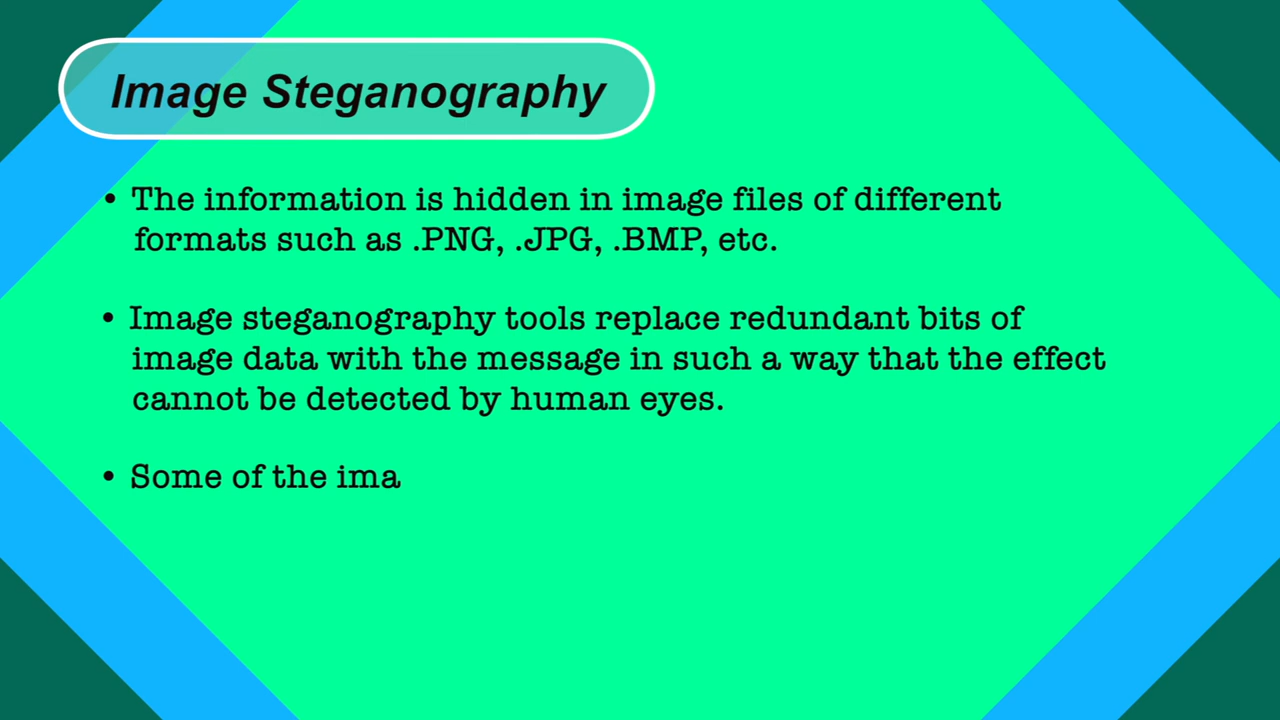 Image Steganography
• The information is hidden in image files of different
formats such as .PNG, .JPG, .BMP, etc.
• Image steganography tools replace redundant bits of
image data with the message in such a way that the effect
cannot be detected by human eyes.
• Some of the ima